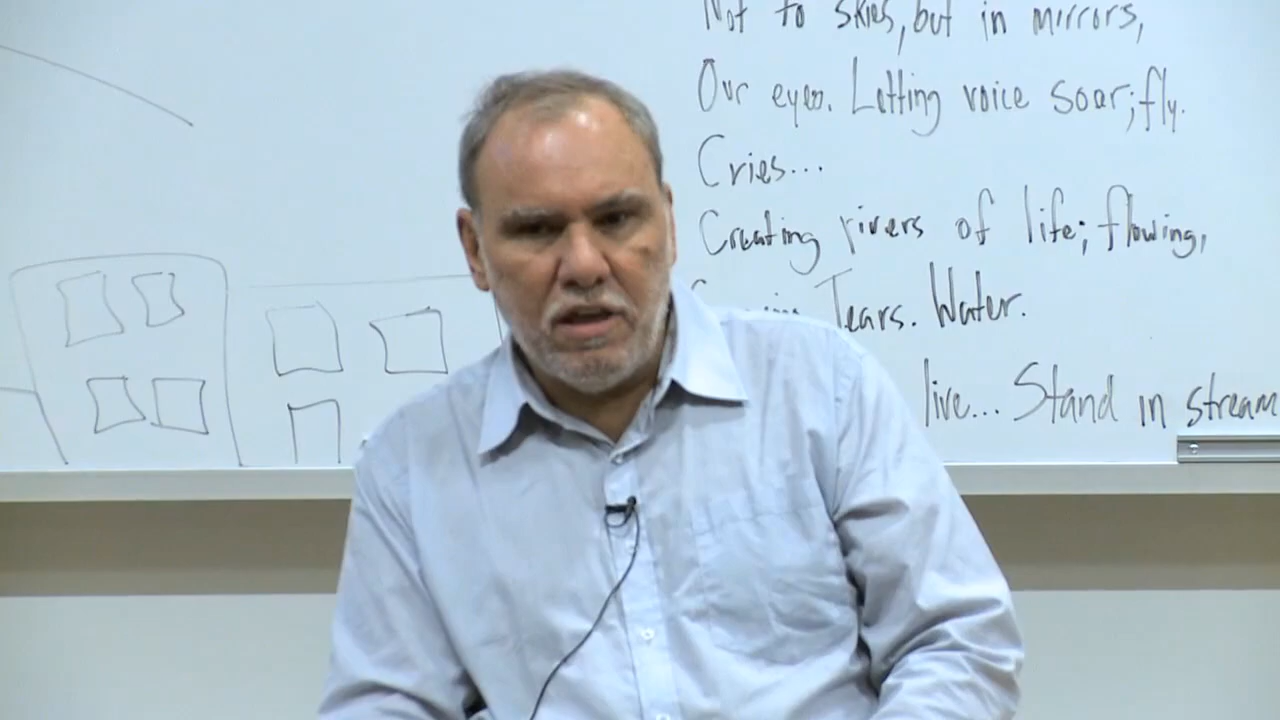 Not to skies, but in mirrors,
Our eyes. Letting voice soar; fly.
Cries...
Creating rivers of life; flowing,
Tears. Water.
live... Stand in stream